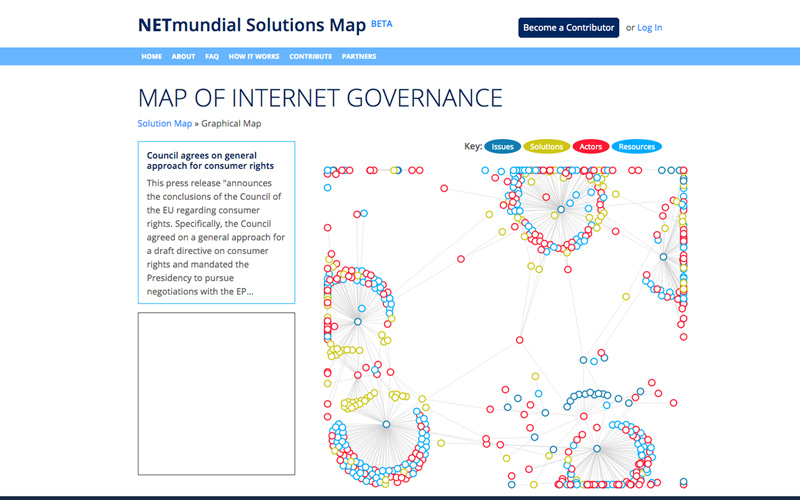 NETmundial Solutions Map BETA
Become a Contributor or Log In
HOME ABOUT FAQ HOW IT WORKS CONTRIBUTE PARTNERS
MAP OF INTERNET GOVERNANCE
Solution Map » Graphical Map
Key: Issues Solutions Actors Resources
Council agrees on general
approach for consumer rights
This press release "announces
the conclusions of the Council of
the EU regarding consumer
rights. Specifically, the Council
agreed on a general approach for
a draft directive on consumer
rights and mandated the
Presidency to pursue
negotiations with the EP...